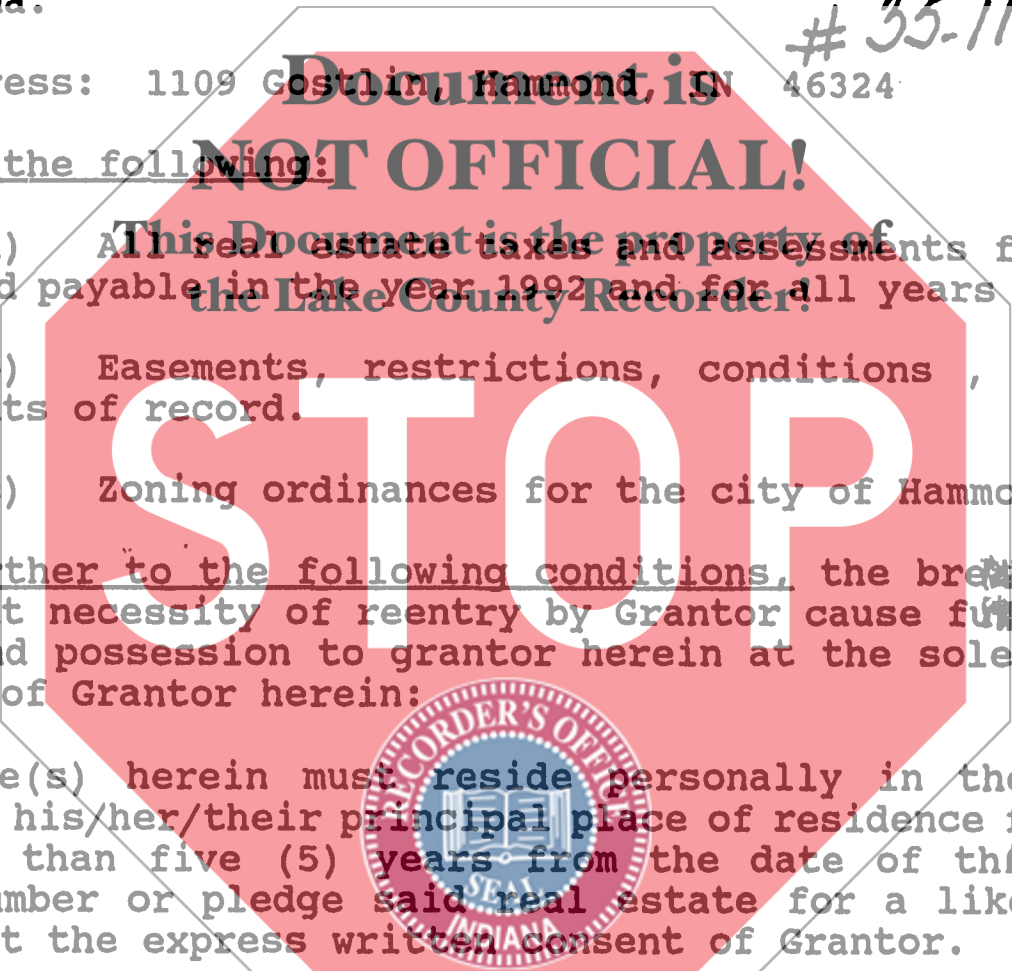 # 35-11
ress: 1109 Gostlin, Hammond, IN 46324
Document is
NOT OFFICIAL!
the following:
This Document is the property of
the Lake County Recorder!
) All real estate taxes and assessments f
d payable in the year 1992 and for all years
) Easements, restrictions, conditions ,
ts of record.
STOP
) Zoning ordinances for the city of Hammo
rther to the following conditions, the brea
t necessity of reentry by Grantor cause fu
d possession to grantor herein at the sole
of Grantor herein:
RECORDER'S OFFICE
e(s) herein must reside personally in the
his/her/their principal place of residence
than five (5) years from the date of th
mber or pledge said real estate for a like
t the express written consent of Grantor.
SEAL
INDIANA